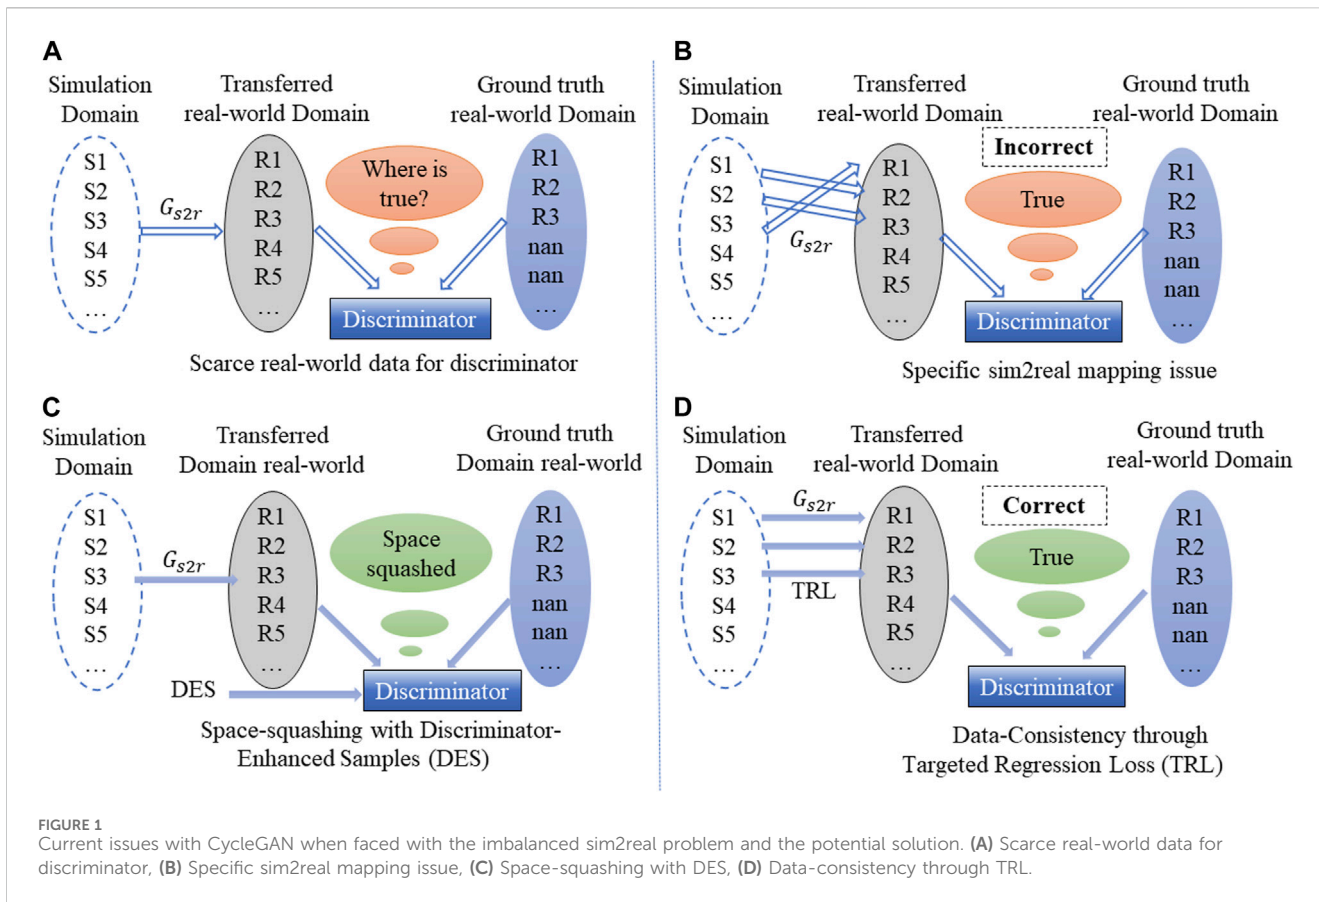 A
Simulation
Domain
S1
S2
S3
S4
S5
…
G_{s2r}
Transferred
real-world Domain
R1
R2
R3
R4
R5
…
Where is
true?
Ground truth
real-world Domain
R1
R2
R3
nan
nan
…
Discriminator
Scarce real-world data for discriminator
B
Simulation
Domain
S1
S2
S3
S4
S5
…
G_{s2r}
Transferred
real-world Domain
R1
R2
R3
R4
R5
…
Incorrect
True
Ground truth
real-world Domain
R1
R2
R3
nan
nan
…
Discriminator
Specific sim2real mapping issue
C
Simulation
Domain
S1
S2
S3
S4
S5
…
G_{s2r}
Transferred
Domain real-world
R1
R2
R3
R4
R5
…
Space
squashed
Ground truth
Domain real-world
R1
R2
R3
nan
nan
…
DES
Discriminator
Space-squashing with Discriminator-
Enhanced Samples (DES)
D
Simulation
Domain
S1
S2
S3
S4
S5
…
G_{s2r}
TRL
Transferred
real-world Domain
R1
R2
R3
R4
R5
…
Correct
True
Ground truth
real-world Domain
R1
R2
R3
nan
nan
…
Discriminator
Data-Consistency through
Targeted Regression Loss (TRL)
FIGURE 1
Current issues with CycleGAN when faced with the imbalanced sim2real problem and the potential solution. (A) Scarce real-world data for
discriminator, (B) Specific sim2real mapping issue, (C) Space-squashing with DES, (D) Data-consistency through TRL.